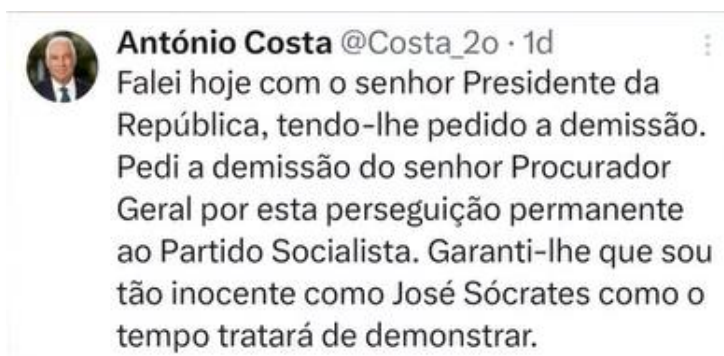 António Costa @Costa_2o · 1d
Falei hoje com o senhor Presidente da
República, tendo-lhe pedido a demissão.
Pedi a demissão do senhor Procurador
Geral por esta perseguição permanente
ao Partido Socialista. Garanti-lhe que sou
tão inocente como José Sócrates como o
tempo tratará de demonstrar.